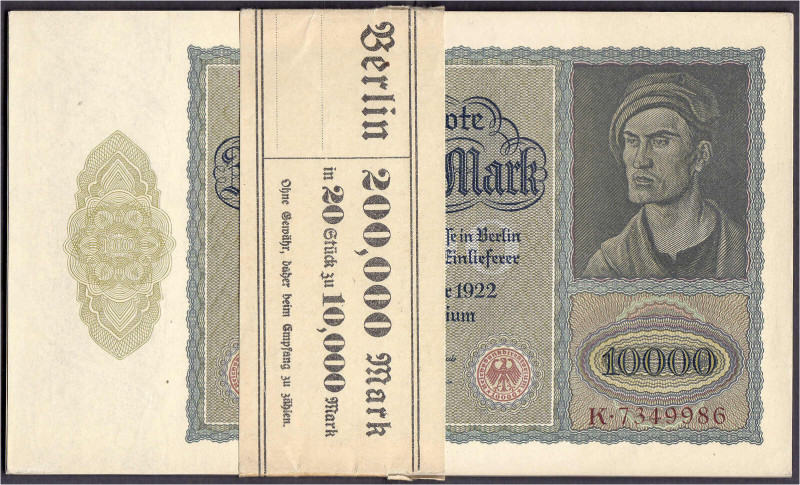 Berlin
200,000 Mark
in 20 Stück zu 10,000 Mark
Ohne Gewähr, daher beim Empfang zu zählen.
ote
Mark
se in Berlin
Einlieferer
r 1922
ium
10000
K·7349986